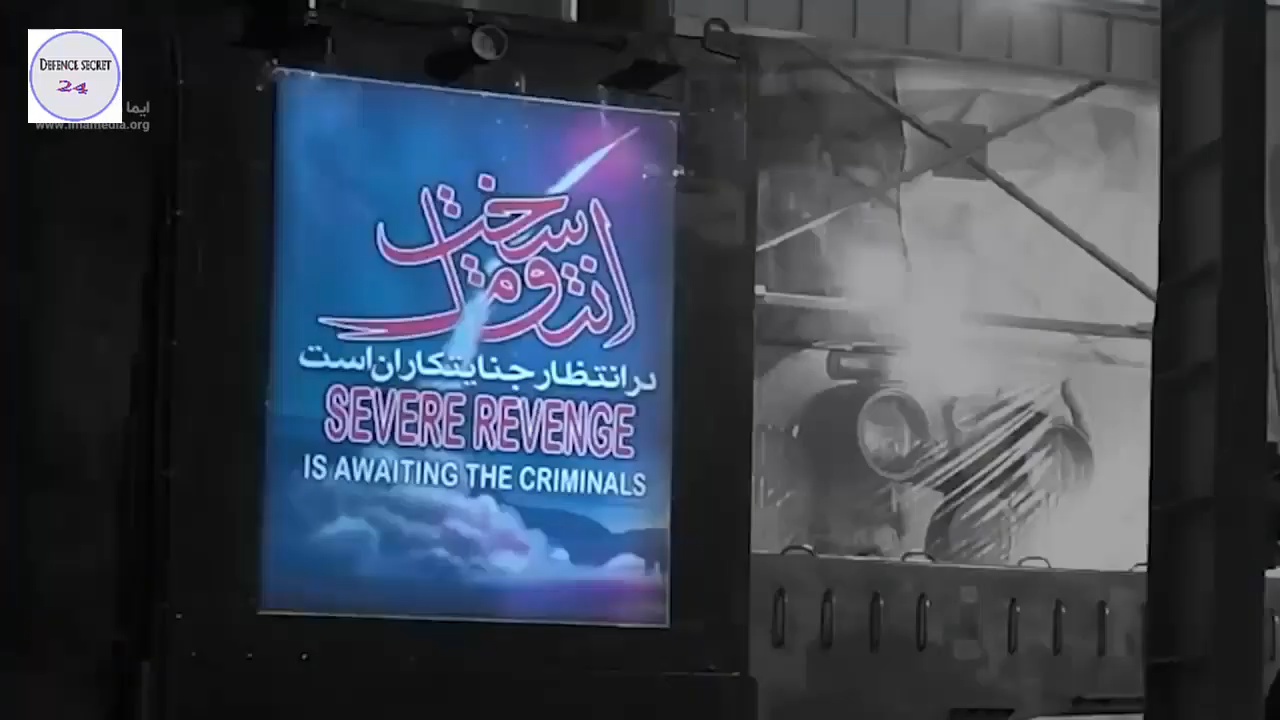 DEFENCE SECRET
24
ایما
www.imamedia.org
انتقام سخت
در انتظار جنایتکاران است
SEVERE REVENGE
IS AWAITING THE CRIMINALS